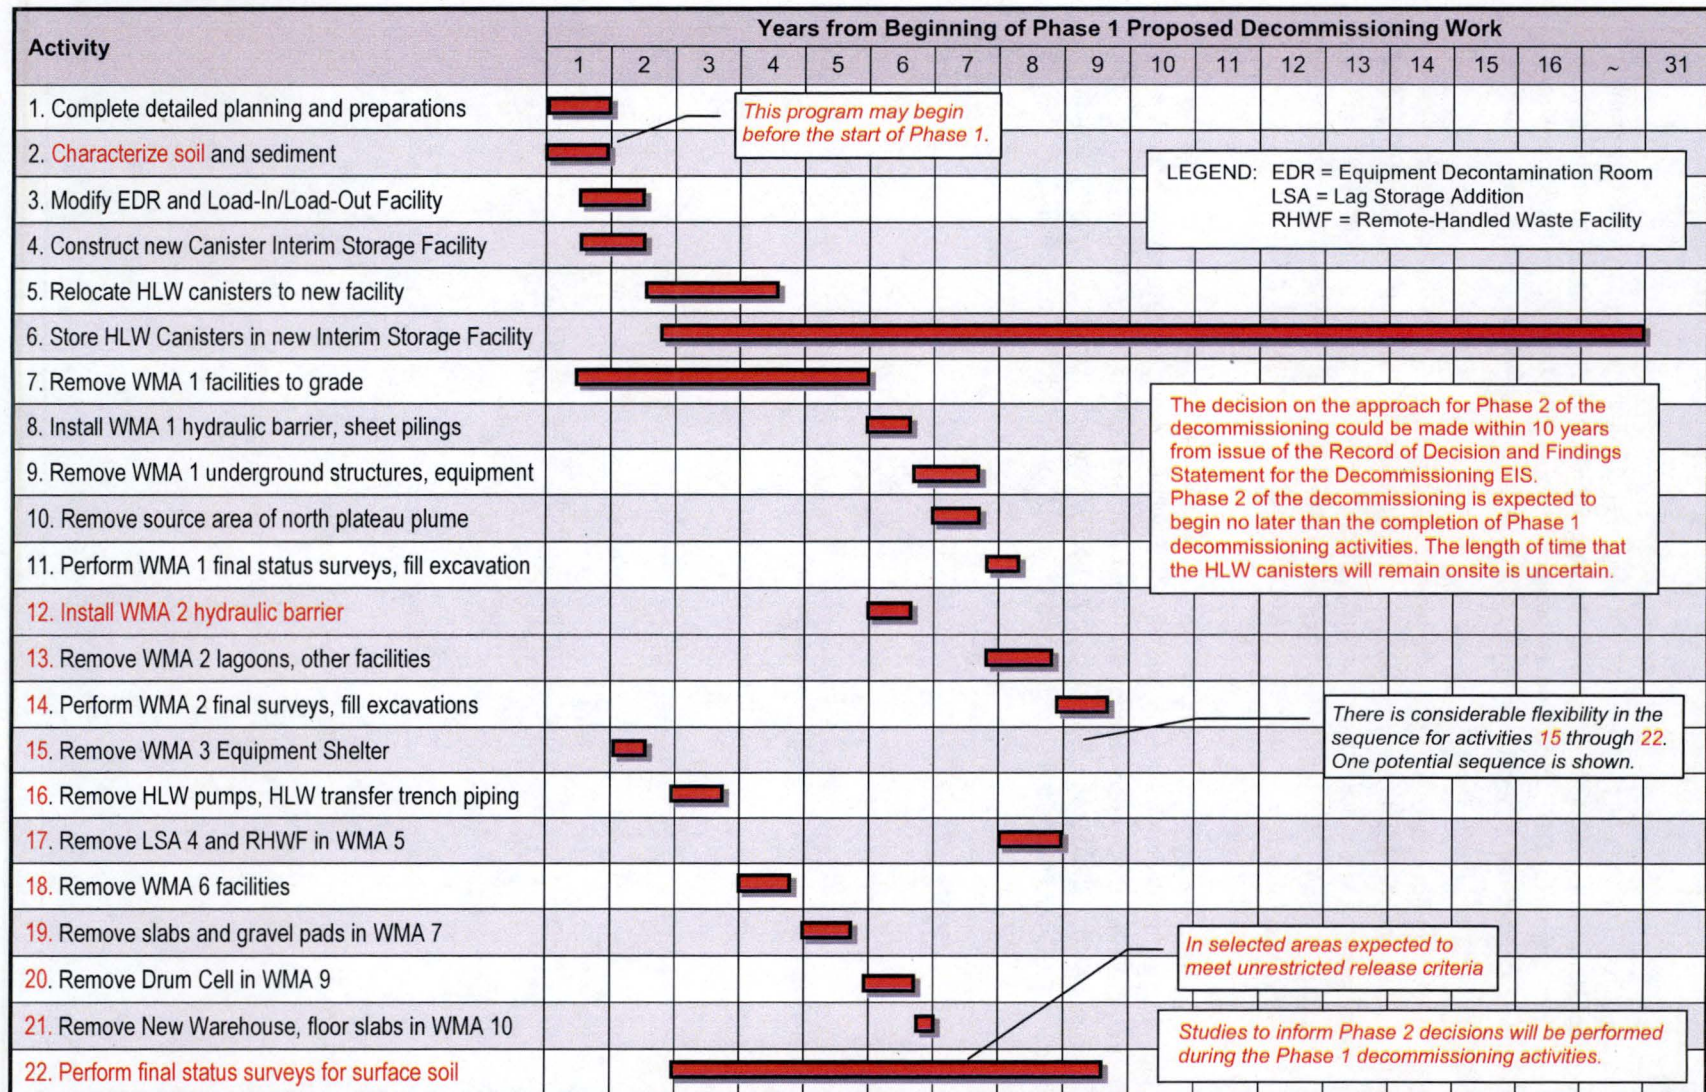 Activity
Years from Beginning of Phase 1 Proposed Decommissioning Work
1 2 3 4 5 6 7 8 9 10 11 12 13 14 15 16 ~ 31
1. Complete detailed planning and preparations
This program may begin
before the start of Phase 1.
2. Characterize soil and sediment
LEGEND: EDR = Equipment Decontamination Room
LSA = Lag Storage Addition
RHWF = Remote-Handled Waste Facility
3. Modify EDR and Load-In/Load-Out Facility
4. Construct new Canister Interim Storage Facility
5. Relocate HLW canisters to new facility
6. Store HLW Canisters in new Interim Storage Facility
7. Remove WMA 1 facilities to grade
The decision on the approach for Phase 2 of the
decommissioning could be made within 10 years
from issue of the Record of Decision and Findings
Statement for the Decommissioning EIS.
Phase 2 of the decommissioning is expected to
begin no later than the completion of Phase 1
decommissioning activities. The length of time that
the HLW canisters will remain onsite is uncertain.
8. Install WMA 1 hydraulic barrier, sheet pilings
9. Remove WMA 1 underground structures, equipment
10. Remove source area of north plateau plume
11. Perform WMA 1 final status surveys, fill excavation
12. Install WMA 2 hydraulic barrier
13. Remove WMA 2 lagoons, other facilities
14. Perform WMA 2 final surveys, fill excavations
There is considerable flexibility in the
sequence for activities 15 through 22.
One potential sequence is shown.
15. Remove WMA 3 Equipment Shelter
16. Remove HLW pumps, HLW transfer trench piping
17. Remove LSA 4 and RHWF in WMA 5
18. Remove WMA 6 facilities
19. Remove slabs and gravel pads in WMA 7
In selected areas expected to
meet unrestricted release criteria
20. Remove Drum Cell in WMA 9
21. Remove New Warehouse, floor slabs in WMA 10
Studies to inform Phase 2 decisions will be performed
during the Phase 1 decommissioning activities.
22. Perform final status surveys for surface soil